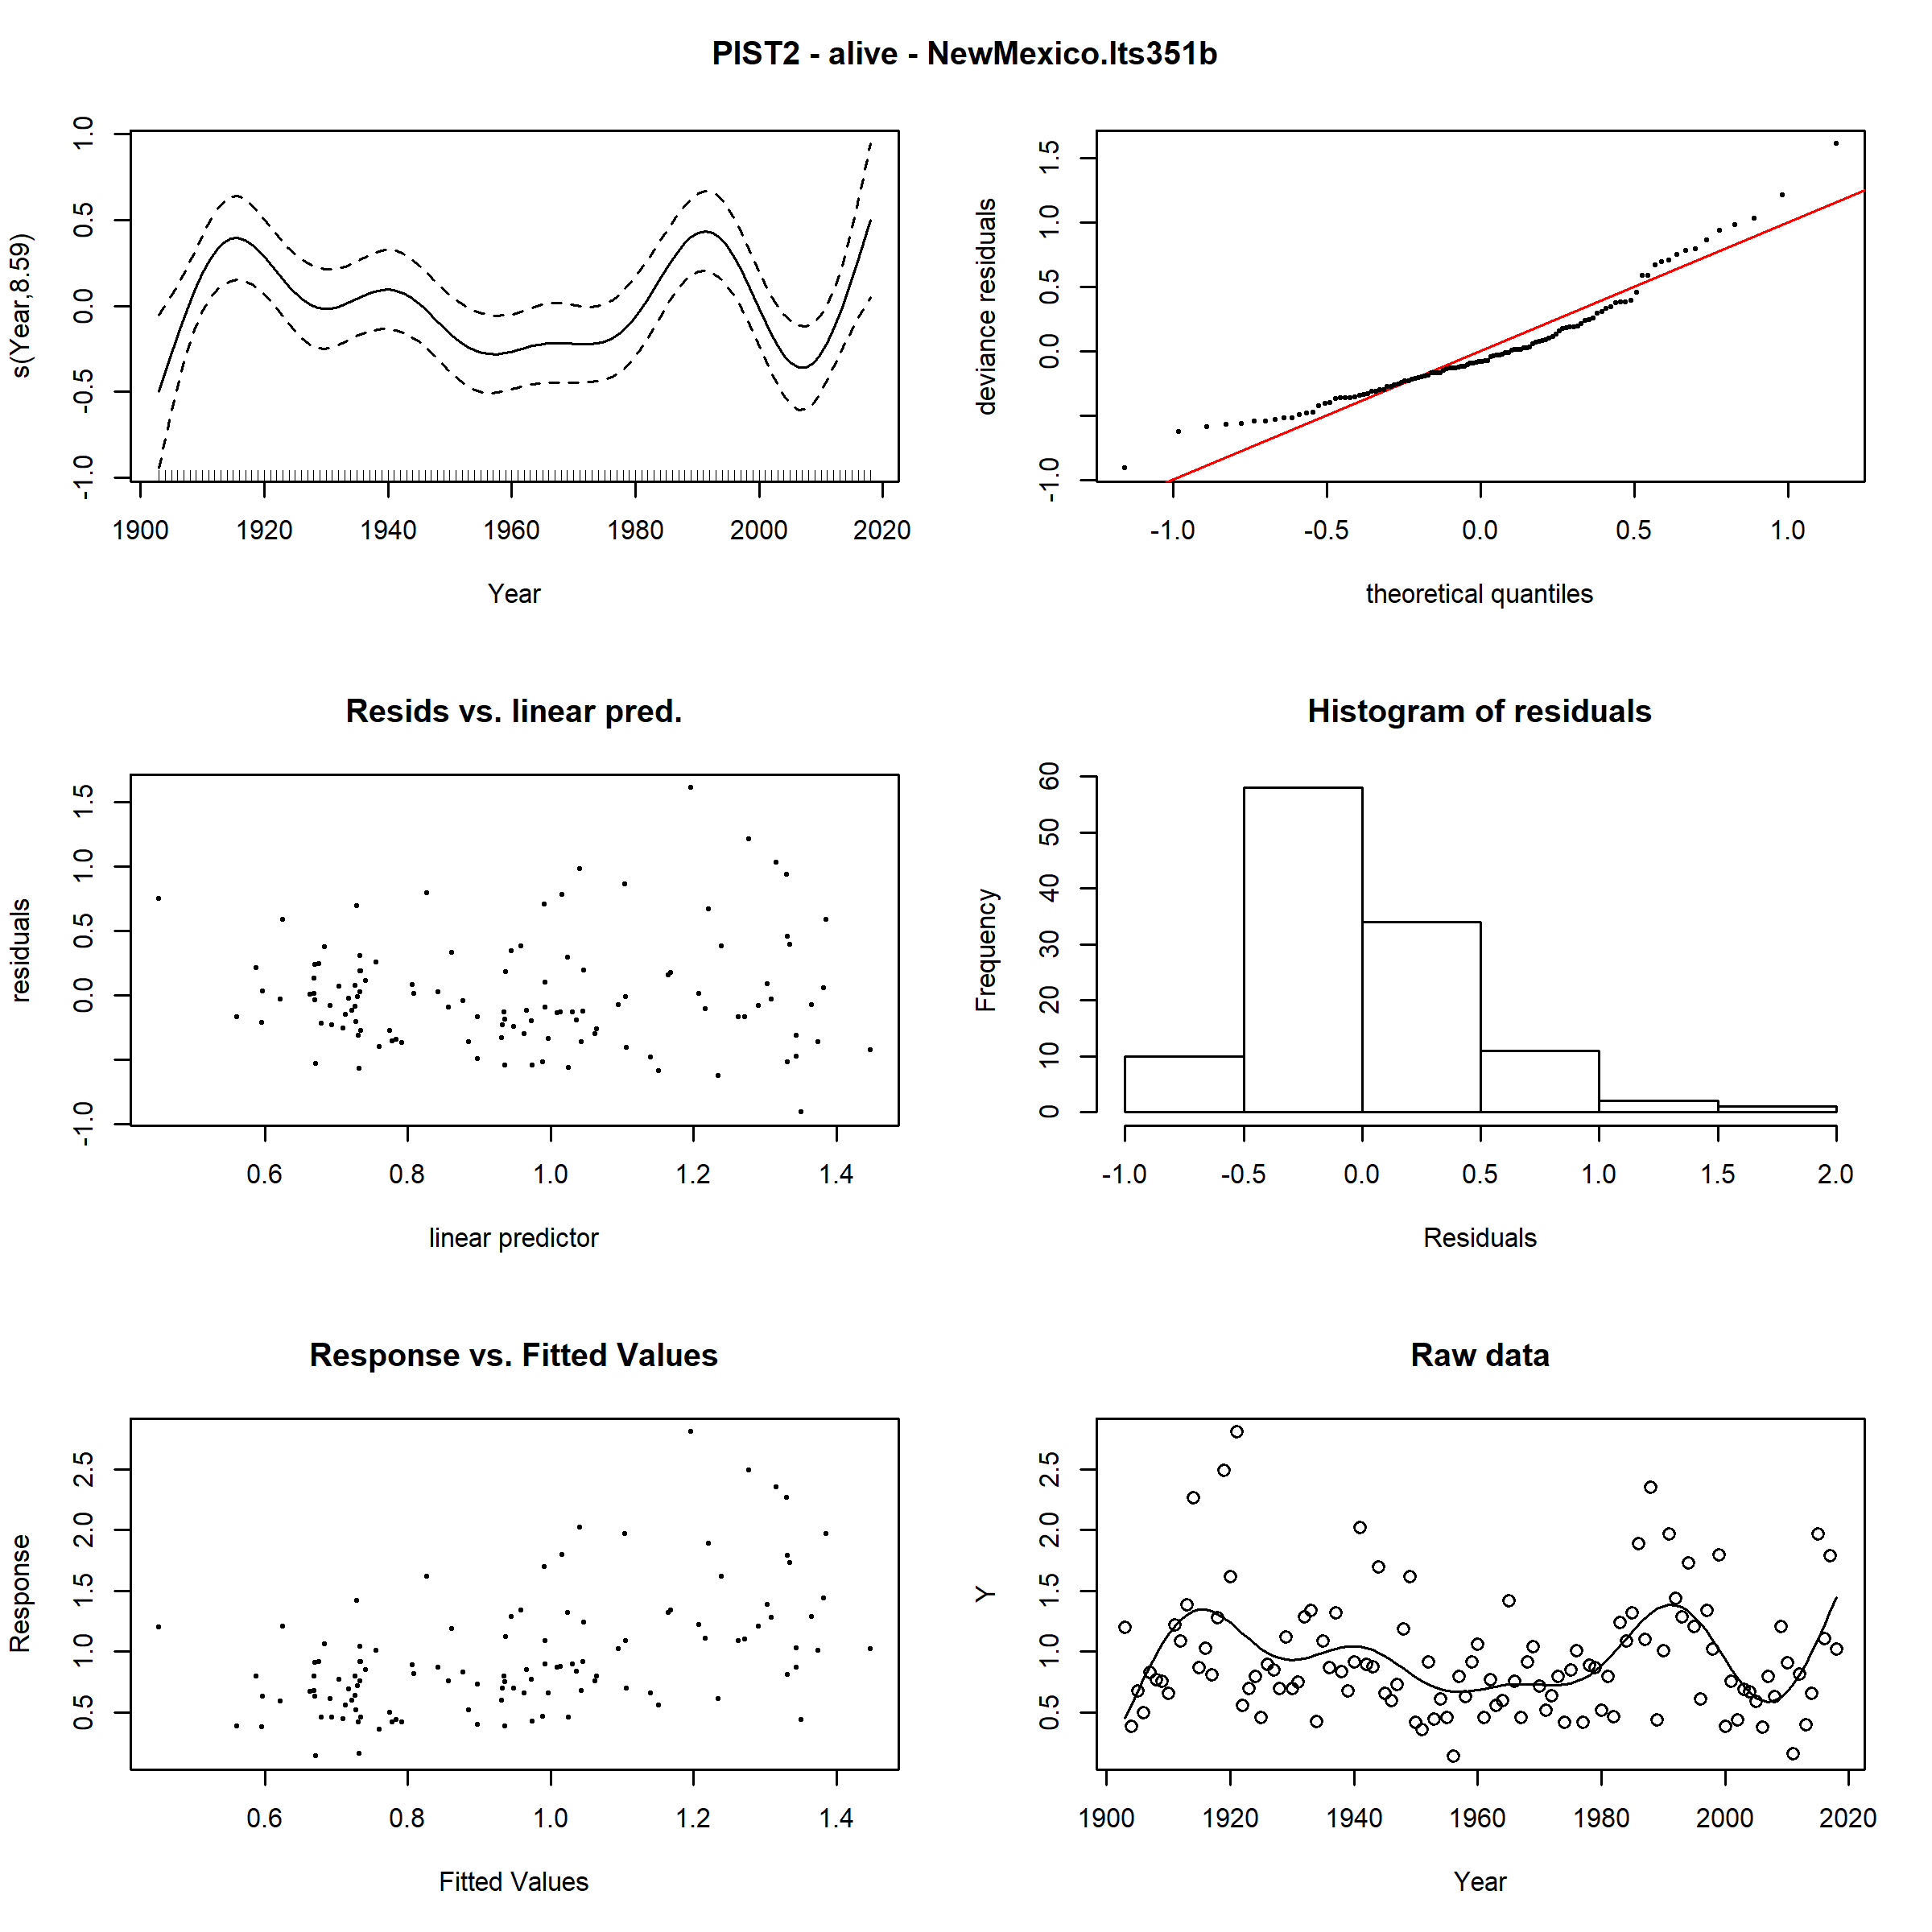 PIST2 - alive - NewMexico.lts351b
s(Year,8.59)
-1.0 -0.5 0.0 0.5 1.0
1900 1920 1940 1960 1980 2000 2020
Year
deviance residuals
-1.0 0.0 0.5 1.0 1.5
-1.0 -0.5 0.0 0.5 1.0
theoretical quantiles
Resids vs. linear pred.
residuals
-1.0 0.0 0.5 1.0 1.5
0.6 0.8 1.0 1.2 1.4
linear predictor
Histogram of residuals
Frequency
0 10 20 30 40 50 60
-1.0 -0.5 0.0 0.5 1.0 1.5 2.0
Residuals
Response vs. Fitted Values
Response
0.5 1.0 1.5 2.0 2.5
0.6 0.8 1.0 1.2 1.4
Fitted Values
Raw data
Y
0.5 1.0 1.5 2.0 2.5
1900 1920 1940 1960 1980 2000 2020
Year